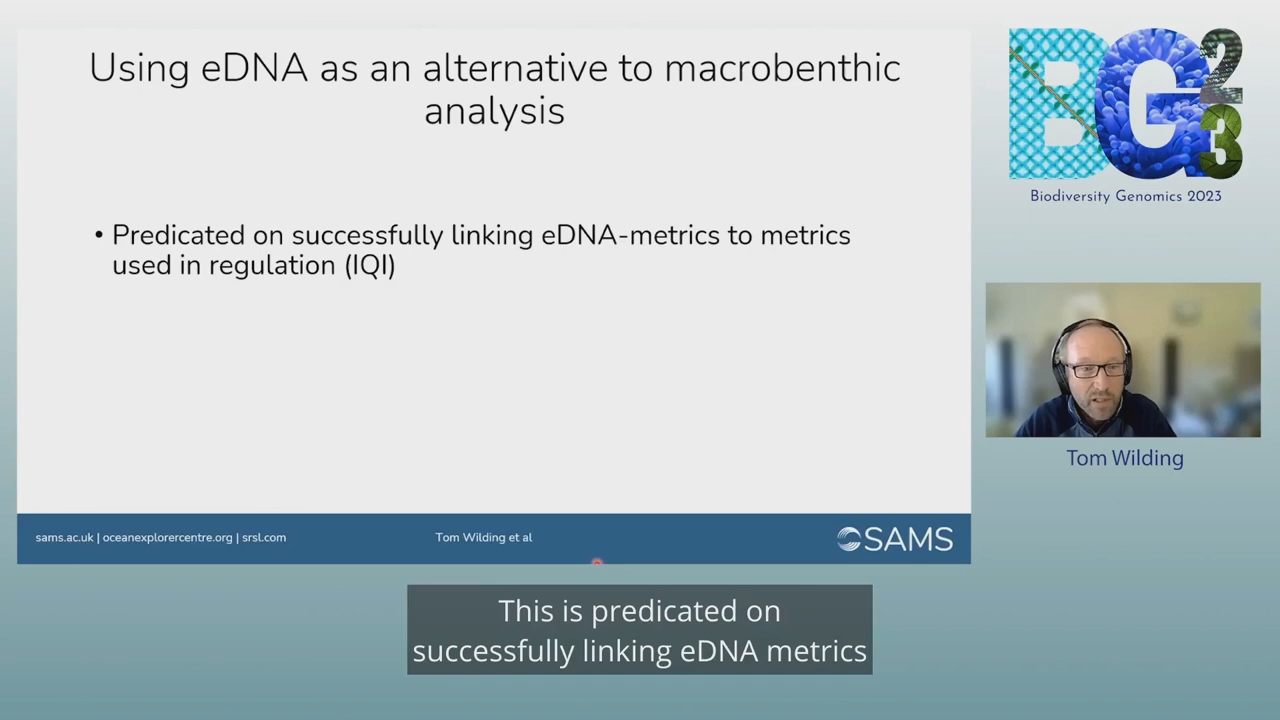 Using eDNA as an alternative to macrobenthic
analysis
• Predicated on successfully linking eDNA-metrics to metrics
used in regulation (IQI)
sams.ac.uk | oceanexplorercentre.org | srsl.com
Tom Wilding et al
SAMS
BG23
Biodiversity Genomics 2023
Tom Wilding
This is predicated on
successfully linking eDNA metrics